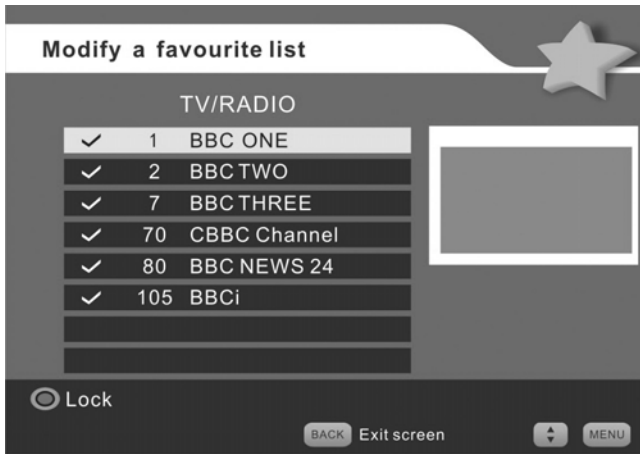 Modify a favourite list
TV/RADIO
1 BBC ONE
2 BBC TWO
7 BBC THREE
70 CBBC Channel
80 BBC NEWS 24
105 BBCi
Lock
BACK Exit screen MENU